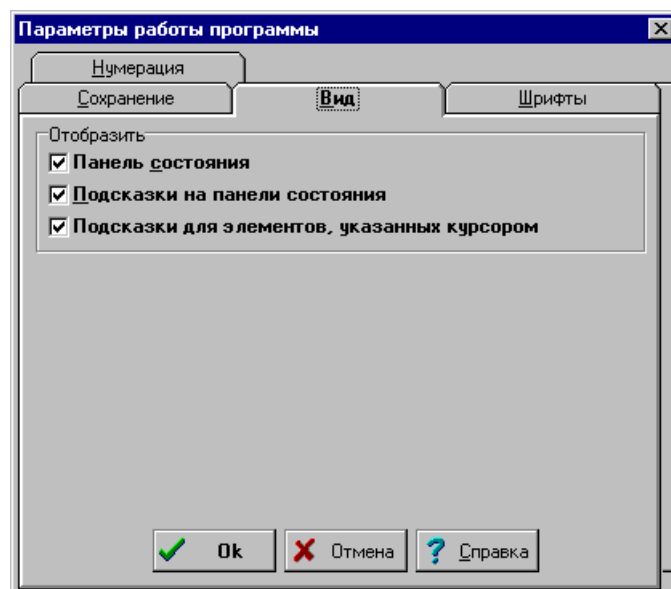 Параметры работы программы
Нумерация
Сохранение
Вид
Шрифты
Отобразить
Панель состояния
Подсказки на панели состояния
Подсказки для элементов, указанных курсором
Ok
Отмена
Справка